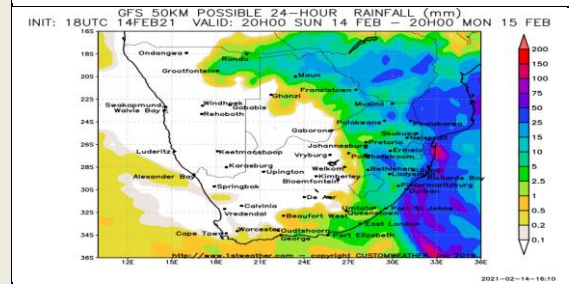 GFS 50KM POSSIBLE 24-HOUR RAINFALL (mm)
INIT: 18UTC 14FEB21 VALID: 20H00 SUN 14 FEB - 20H00 MON 15 FEB
16S
18S
20S
22S
24S
26S
28S
30S
32S
34S
36S
Ondangwa
Rundu
Grootfontein
Maun
Francistown
Ghanzi
Swakopmund
Walvis Bay
Windhoek
Gobabis
Rehoboth
Musina
Polokwane
Phalaborwa
Gaborone
Skukuza
Nelspruit
Johannesburg
Pretoria
Luderitz
Keetmanshoop
Vryburg
Potchefstroom
Ermelo
Karasburg
Upington
Welkom
Bethlehem
Ladysmith
Richards Bay
Alexander Bay
Kimberley
Bloemfontein
Pietermaritzburg
Durban
Springbok
De Aar
Calvinia
Vredendal
Beaufort West
Umtata
Queenstown
Port St Johns
East London
Cape Town
Worcester
Oudtshoorn
George
Port Elizabeth
http://www.1stweather.com - copyright CUSTOMWEATHER, Inc
12E
15E
18E
21E
24E
27E
30E
33E
36E
200
150
100
75
50
25
15
10
5
2.5
1
0.5
0.2
0.1
2021-02-14-18:10